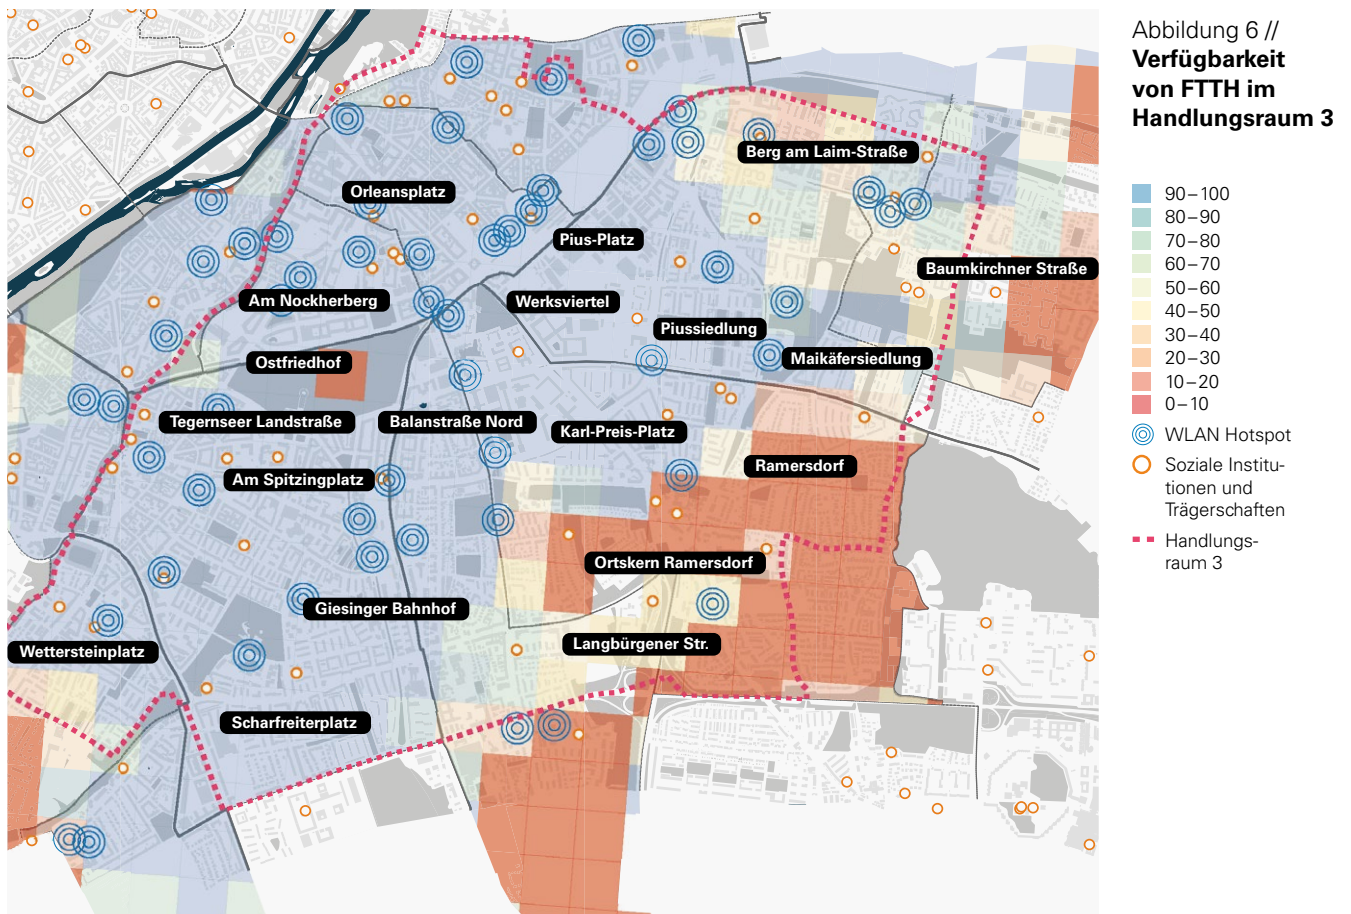 Abbildung 6 //
Verfügbarkeit
von FTTH im
Handlungsraum 3
90–100
80–90
70–80
60–70
50–60
40–50
30–40
20–30
10–20
0–10
WLAN Hotspot
Soziale Institu-
tionen und
Trägerschaften
Handlungs-
raum 3
Berg am Laim-Straße
Orleansplatz
Pius-Platz
Baumkirchner Straße
Am Nockherberg
Werksviertel
Piussiedlung
Ostfriedhof
Maikäfersiedlung
Tegernseer Landstraße
Balanstraße Nord
Karl-Preis-Platz
Ramersdorf
Am Spitzingplatz
Ortskern Ramersdorf
Giesinger Bahnhof
Langbürgener Str.
Wettersteinplatz
Scharfreiterplatz